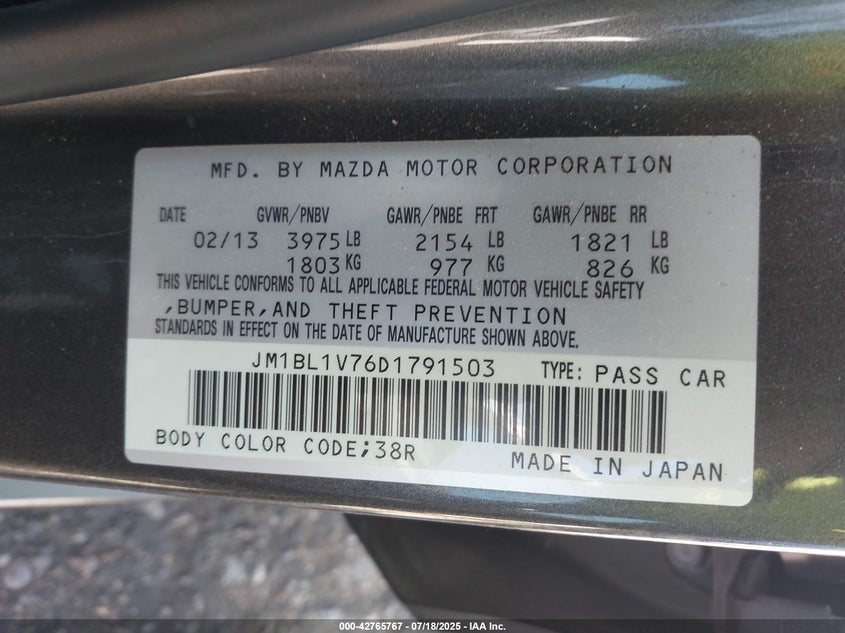 MFD. BY MAZDA MOTOR CORPORATION
DATE GVWR/PNBV GAWR/PNBE FRT GAWR/PNBE RR
02/13 3975 LB 2154 LB 1821 LB
1803 KG 977 KG 826 KG
THIS VEHICLE CONFORMS TO ALL APPLICABLE FEDERAL MOTOR VEHICLE SAFETY
,BUMPER,AND THEFT PREVENTION
STANDARDS IN EFFECT ON THE DATE OF MANUFACTURE SHOWN ABOVE.
JM1BL1V76D1791503 TYPE: PASS CAR
BODY COLOR CODE;38R MADE IN JAPAN
000-42765767 - 07/18/2025 - IAA Inc.